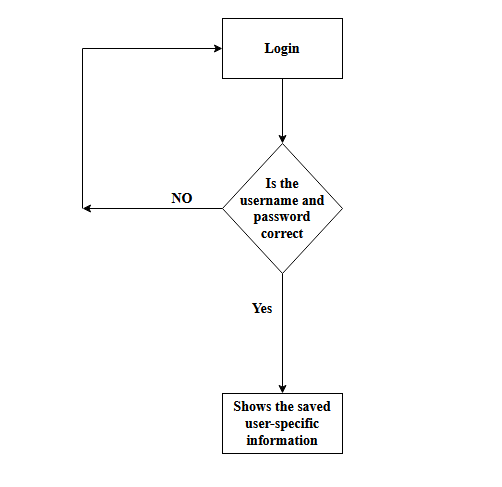 Login
Is the
username and
password
correct
NO
Yes
Shows the saved
user-specific
information